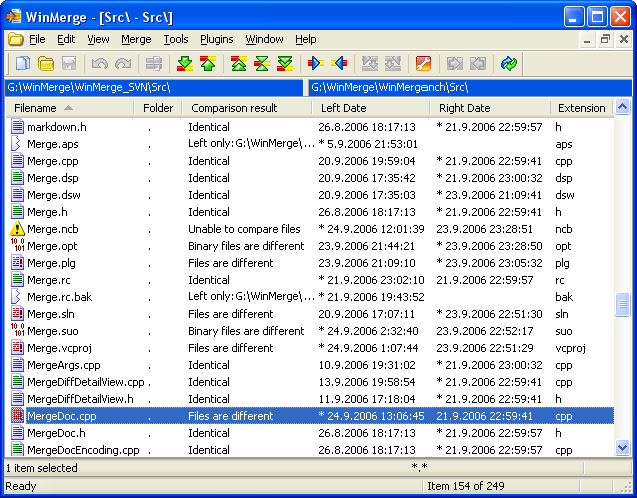 WinMerge - [Src\ - Src\]
File Edit View Merge Tools Plugins Window Help
G:\WinMerge\WinMerge_SVN\Src\ G:\WinMerge\WinMergeanch\Src\
Filename Folder Comparison result Left Date Right Date Extension
markdown.h . Identical 26.8.2006 18:17:13 * 21.9.2006 22:59:57 h
Merge.aps . Left only: G:\WinMerge\... * 5.9.2006 21:53:01 aps
Merge.cpp . Identical 20.9.2006 19:59:04 * 21.9.2006 22:59:41 cpp
Merge.dsp . Identical 20.9.2006 17:35:42 * 21.9.2006 23:00:32 dsp
Merge.dsw . Identical 20.9.2006 17:35:03 * 23.9.2006 21:09:41 dsw
Merge.h . Identical 26.8.2006 18:17:13 * 21.9.2006 22:59:41 h
Merge.ncb . Unable to compare files * 24.9.2006 12:01:39 23.9.2006 23:28:51 ncb
Merge.opt . Binary files are different 23.9.2006 21:44:21 * 23.9.2006 23:28:50 opt
Merge.plg . Files are different 23.9.2006 21:09:10 * 23.9.2006 23:05:32 plg
Merge.rc . Identical * 21.9.2006 23:02:10 21.9.2006 22:59:57 rc
Merge.rc.bak . Left only: G:\WinMerge\... * 21.9.2006 19:43:52 bak
Merge.sln . Files are different 20.9.2006 17:07:11 * 23.9.2006 22:51:30 sln
Merge.suo . Binary files are different * 24.9.2006 2:32:40 23.9.2006 22:52:17 suo
Merge.vcproj . Files are different * 24.9.2006 1:07:44 23.9.2006 22:51:29 vcproj
MergeArgs.cpp . Identical 10.9.2006 19:31:02 * 21.9.2006 23:00:32 cpp
MergeDiffDetailView.cpp . Identical 13.9.2006 19:58:54 * 21.9.2006 22:59:41 cpp
MergeDiffDetailView.h . Identical 11.9.2006 17:18:04 * 21.9.2006 22:59:41 h
MergeDoc.cpp . Files are different * 24.9.2006 13:06:45 21.9.2006 22:59:41 cpp
MergeDoc.h . Identical 26.8.2006 18:17:13 * 21.9.2006 22:59:41 h
MergeDocEncoding.cpp . Identical 26.8.2006 18:17:13 * 21.9.2006 22:59:41 cpp
1 item selected *.*
Ready Item 154 of 249